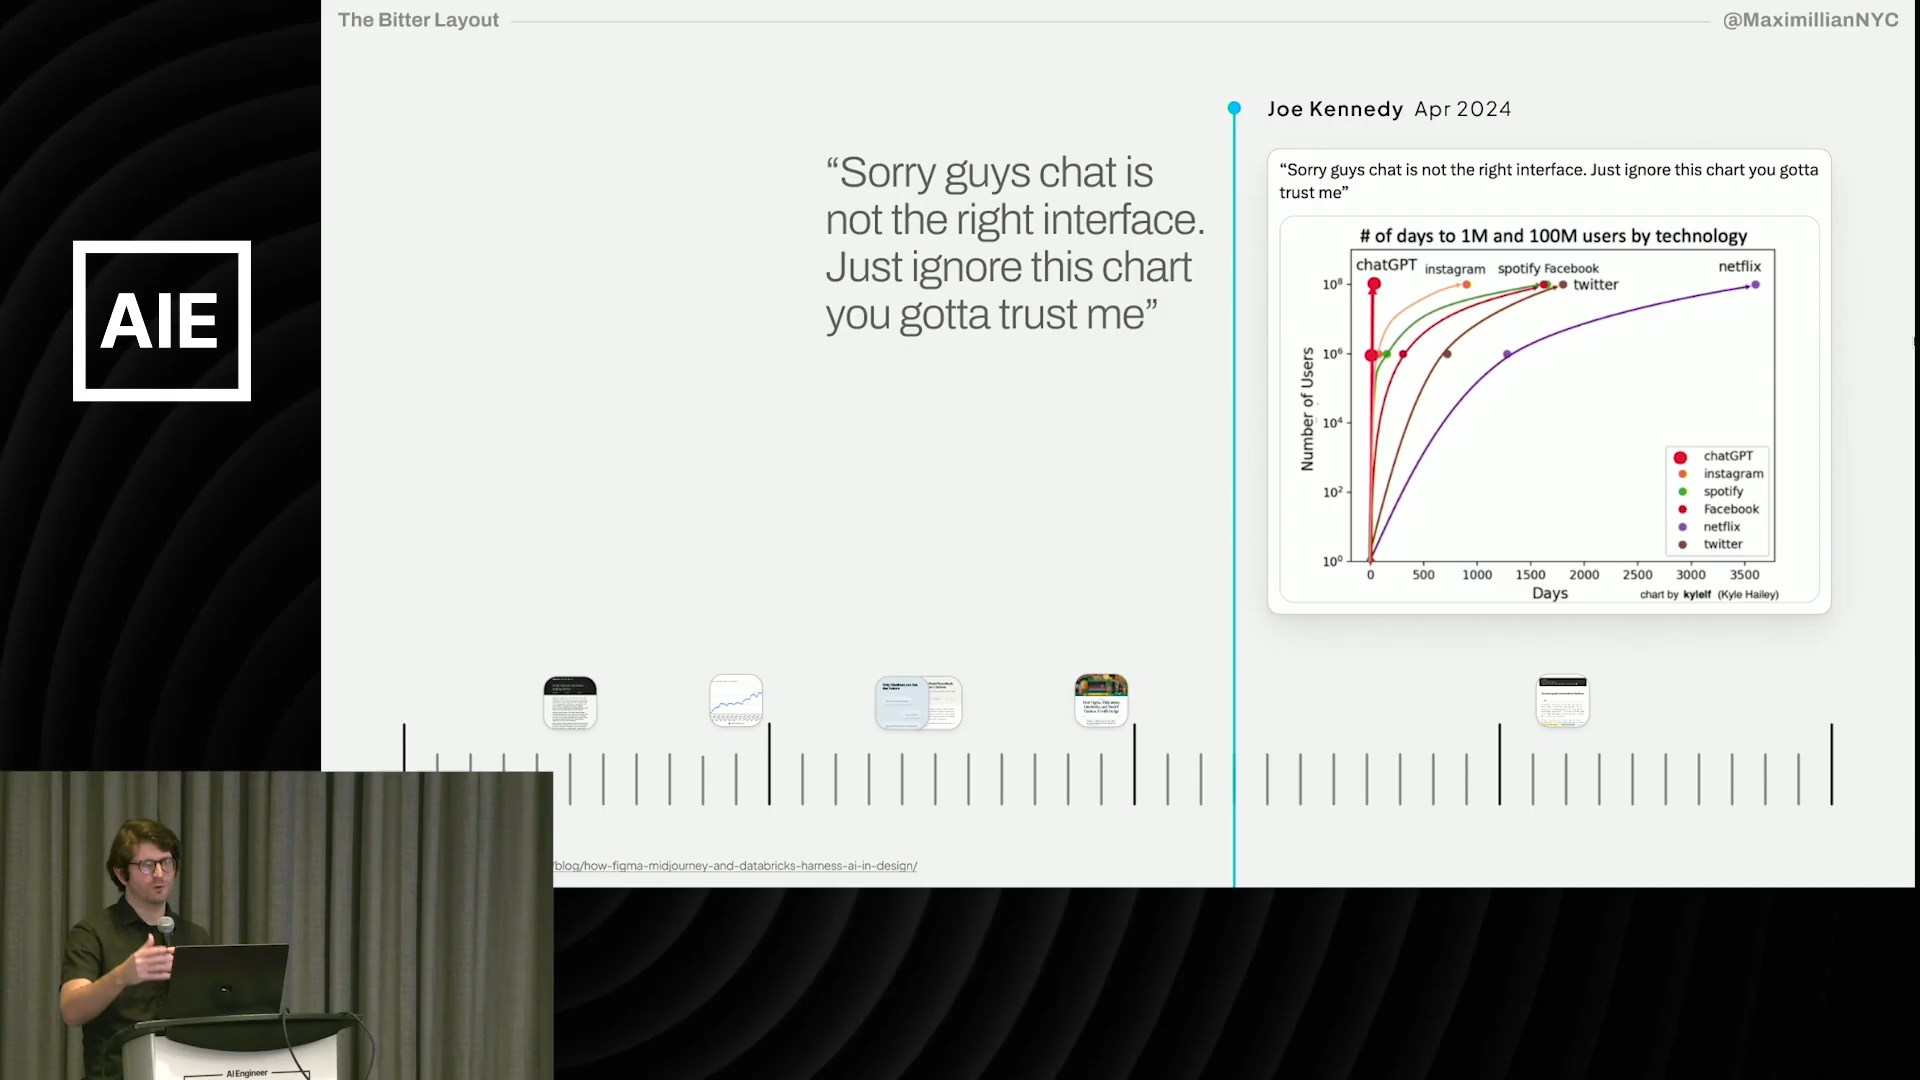 The Bitter Layout
@MaximillianNYC
AIE
“Sorry guys chat is
not the right interface.
Just ignore this chart
you gotta trust me”
Joe Kennedy Apr 2024
“Sorry guys chat is not the right interface. Just ignore this chart you gotta
trust me”
# of days to 1M and 100M users by technology
chatGPT instagram spotify Facebook netflix
twitter
Number of Users
10⁸
10⁶
10⁴
10²
10⁰
chatGPT
instagram
spotify
Facebook
netflix
twitter
0 500 1000 1500 2000 2500 3000 3500
Days
chart by kylelf (Kyle Hailey)
/blog/how-figma-midjourney-and-databricks-harness-ai-in-design/
AI Engineer